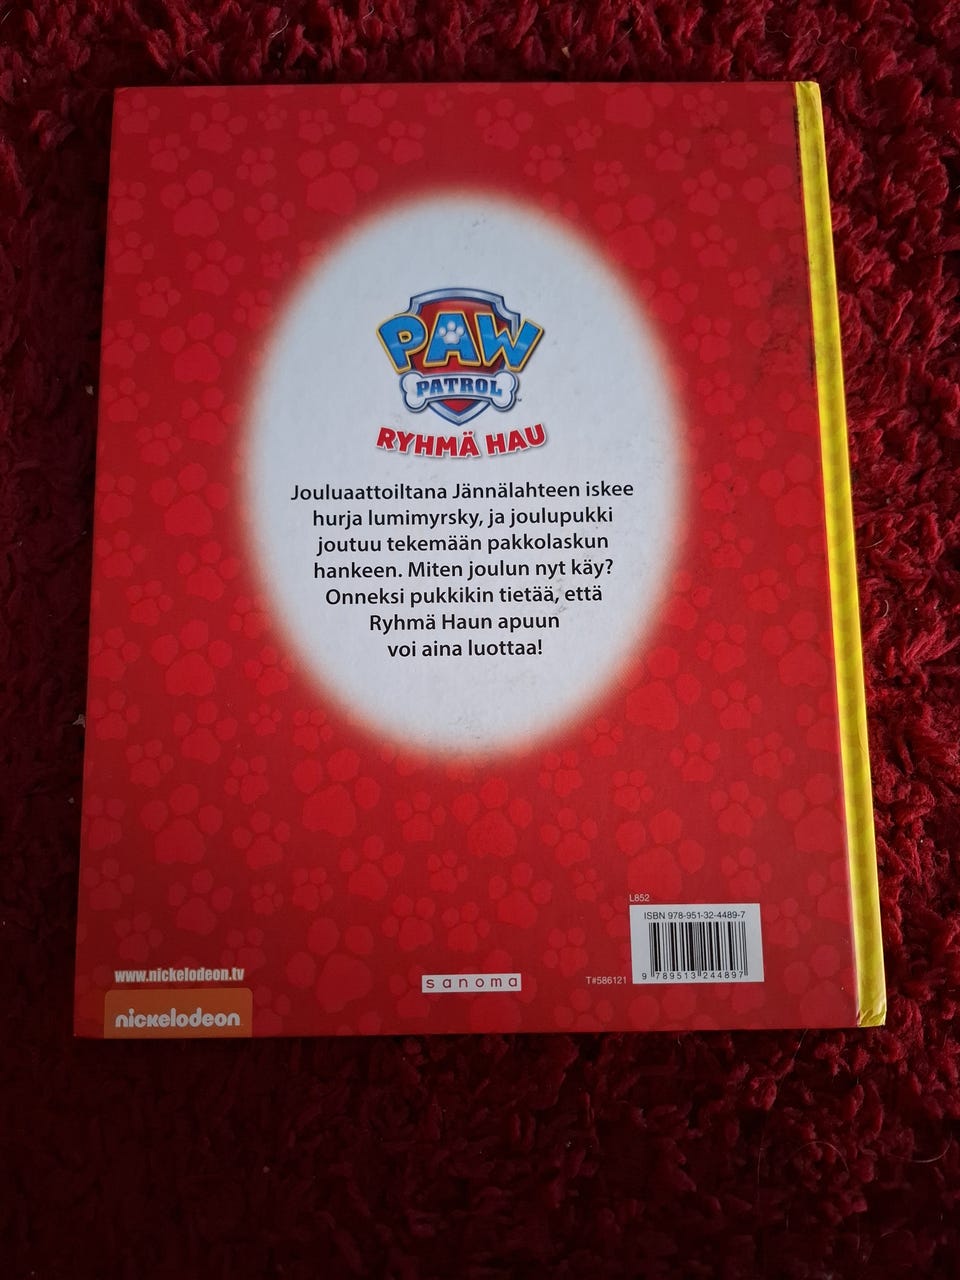 PAW
PATROL
RYHMÄ HAU
Jouluaattoiltana Jännälahteen iskee
hurja lumimyrsky, ja joulupukki
joutuu tekemään pakkolaskun
hankeen. Miten joulun nyt käy?
Onneksi pukkikin tietää, että
Ryhmä Haun apuun
voi aina luottaa!
L852
ISBN 978-951-32-4489-7
9 789513 244897
T#586121
sanoma
www.nickelodeon.tv
nickelodeon